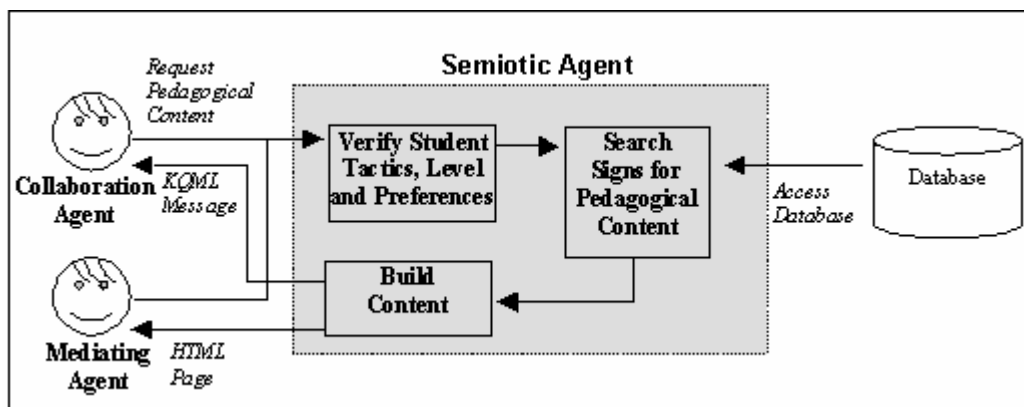 Semiotic Agent
Request
Pedagogical
Content
Collaboration
Agent
KQML
Message
Verify Student
Tactics, Level
and Preferences
Search
Signs for
Pedagogical
Content
Access
Database
Database
Build
Content
Mediating
Agent
HTML
Page